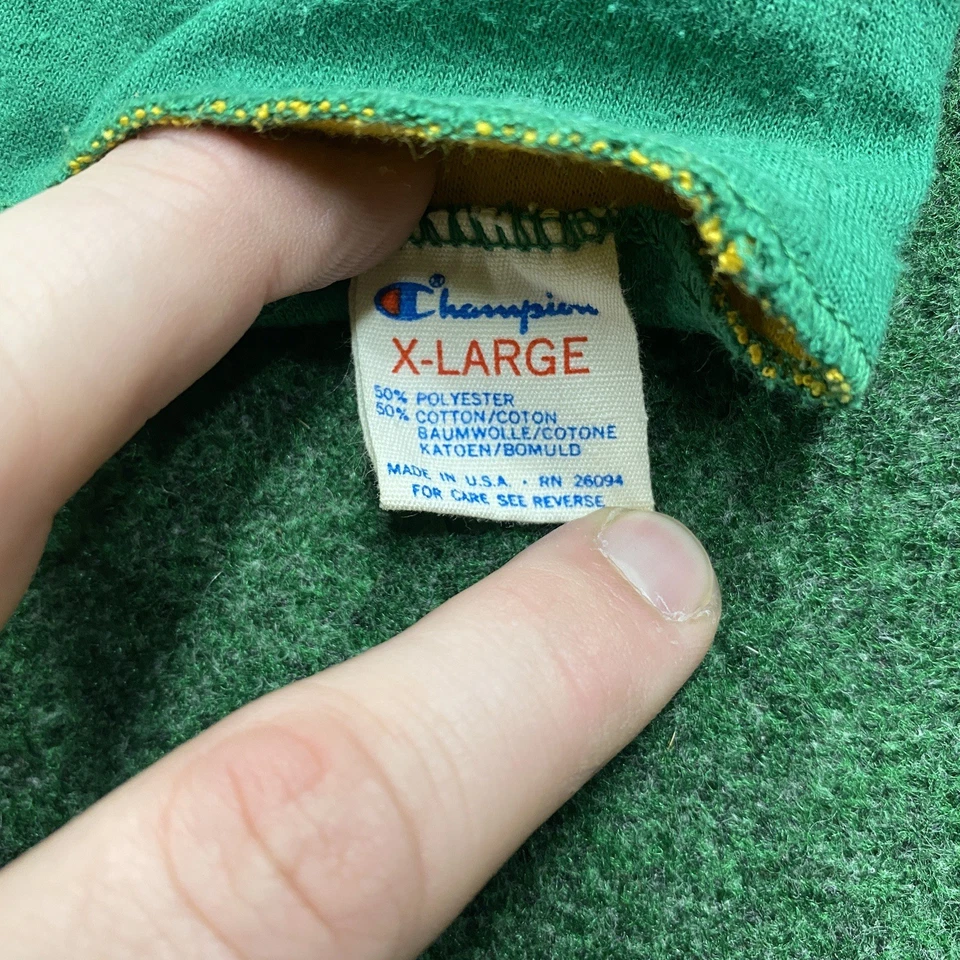 Champion®
X-LARGE
50% POLYESTER
50% COTTON/COTON
BAUMWOLLE/COTONE
KATOEN/BOMULD
MADE IN U.S.A. · RN 26094
FOR CARE SEE REVERSE